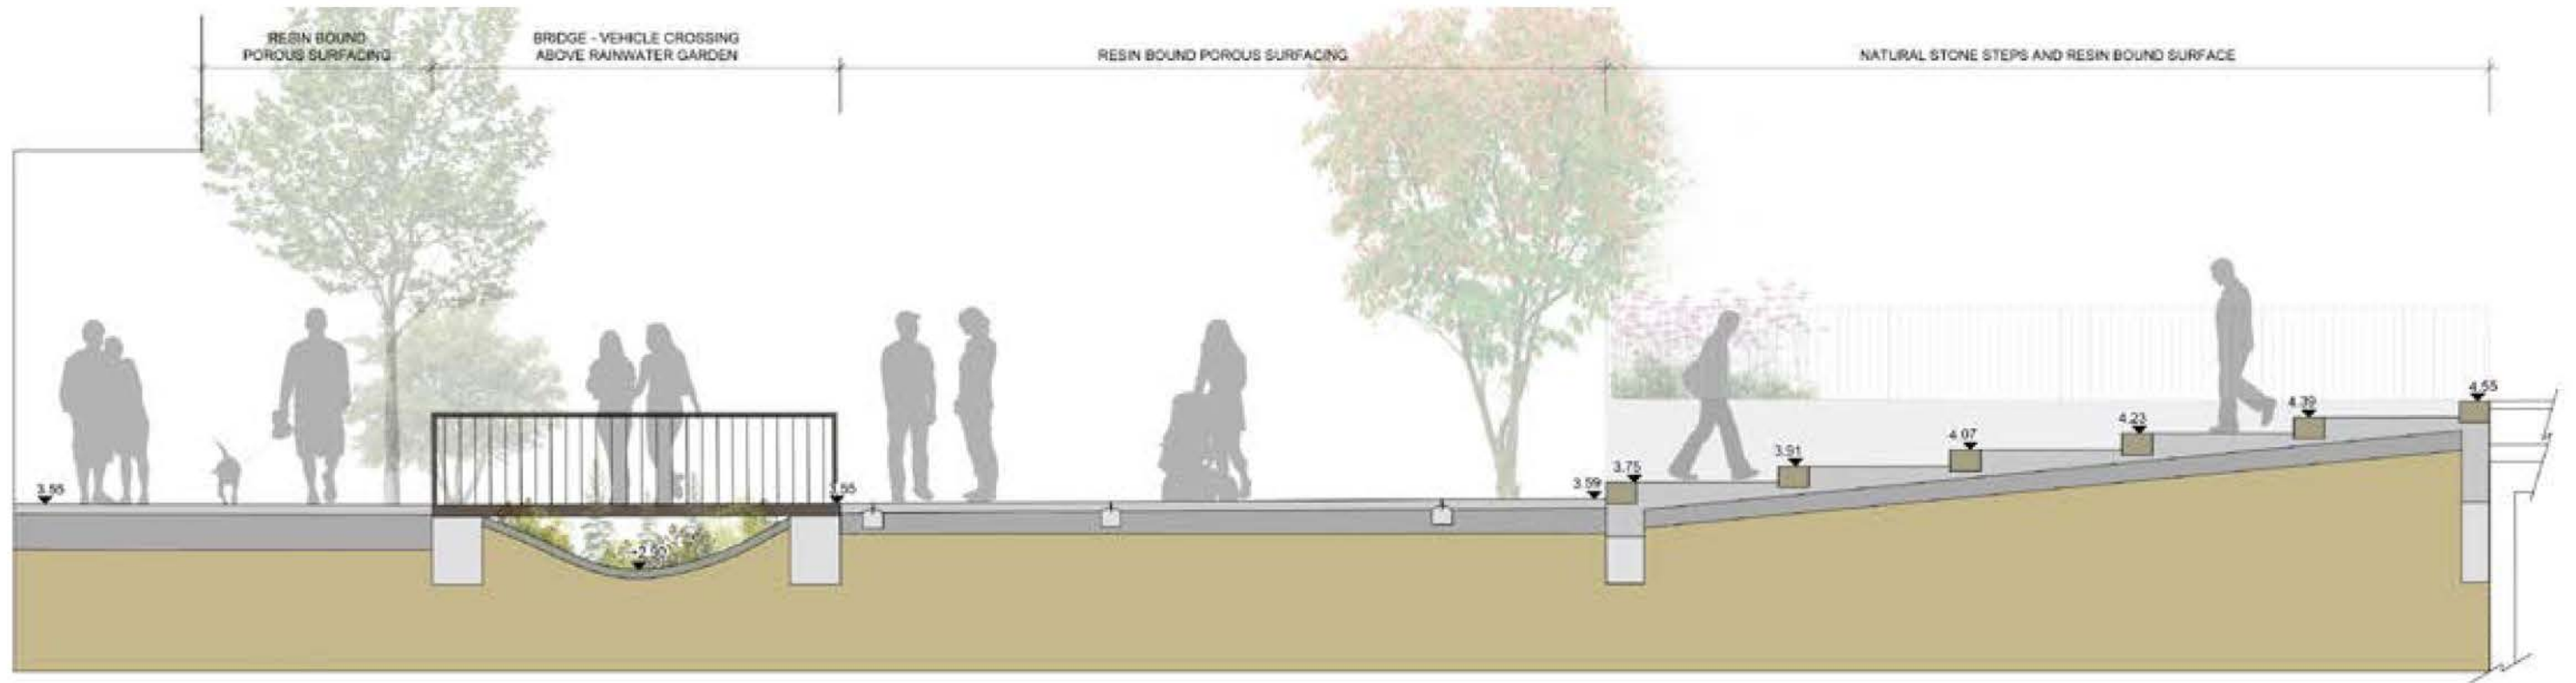 RESIN BOUND
POROUS SURFACING
BRIDGE - VEHICLE CROSSING
ABOVE RAINWATER GARDEN
RESIN BOUND POROUS SURFACING
NATURAL STONE STEPS AND RESIN BOUND SURFACE
3.55
.55
3.59
3.75
3.91
4.07
4.23
4.39
4.55